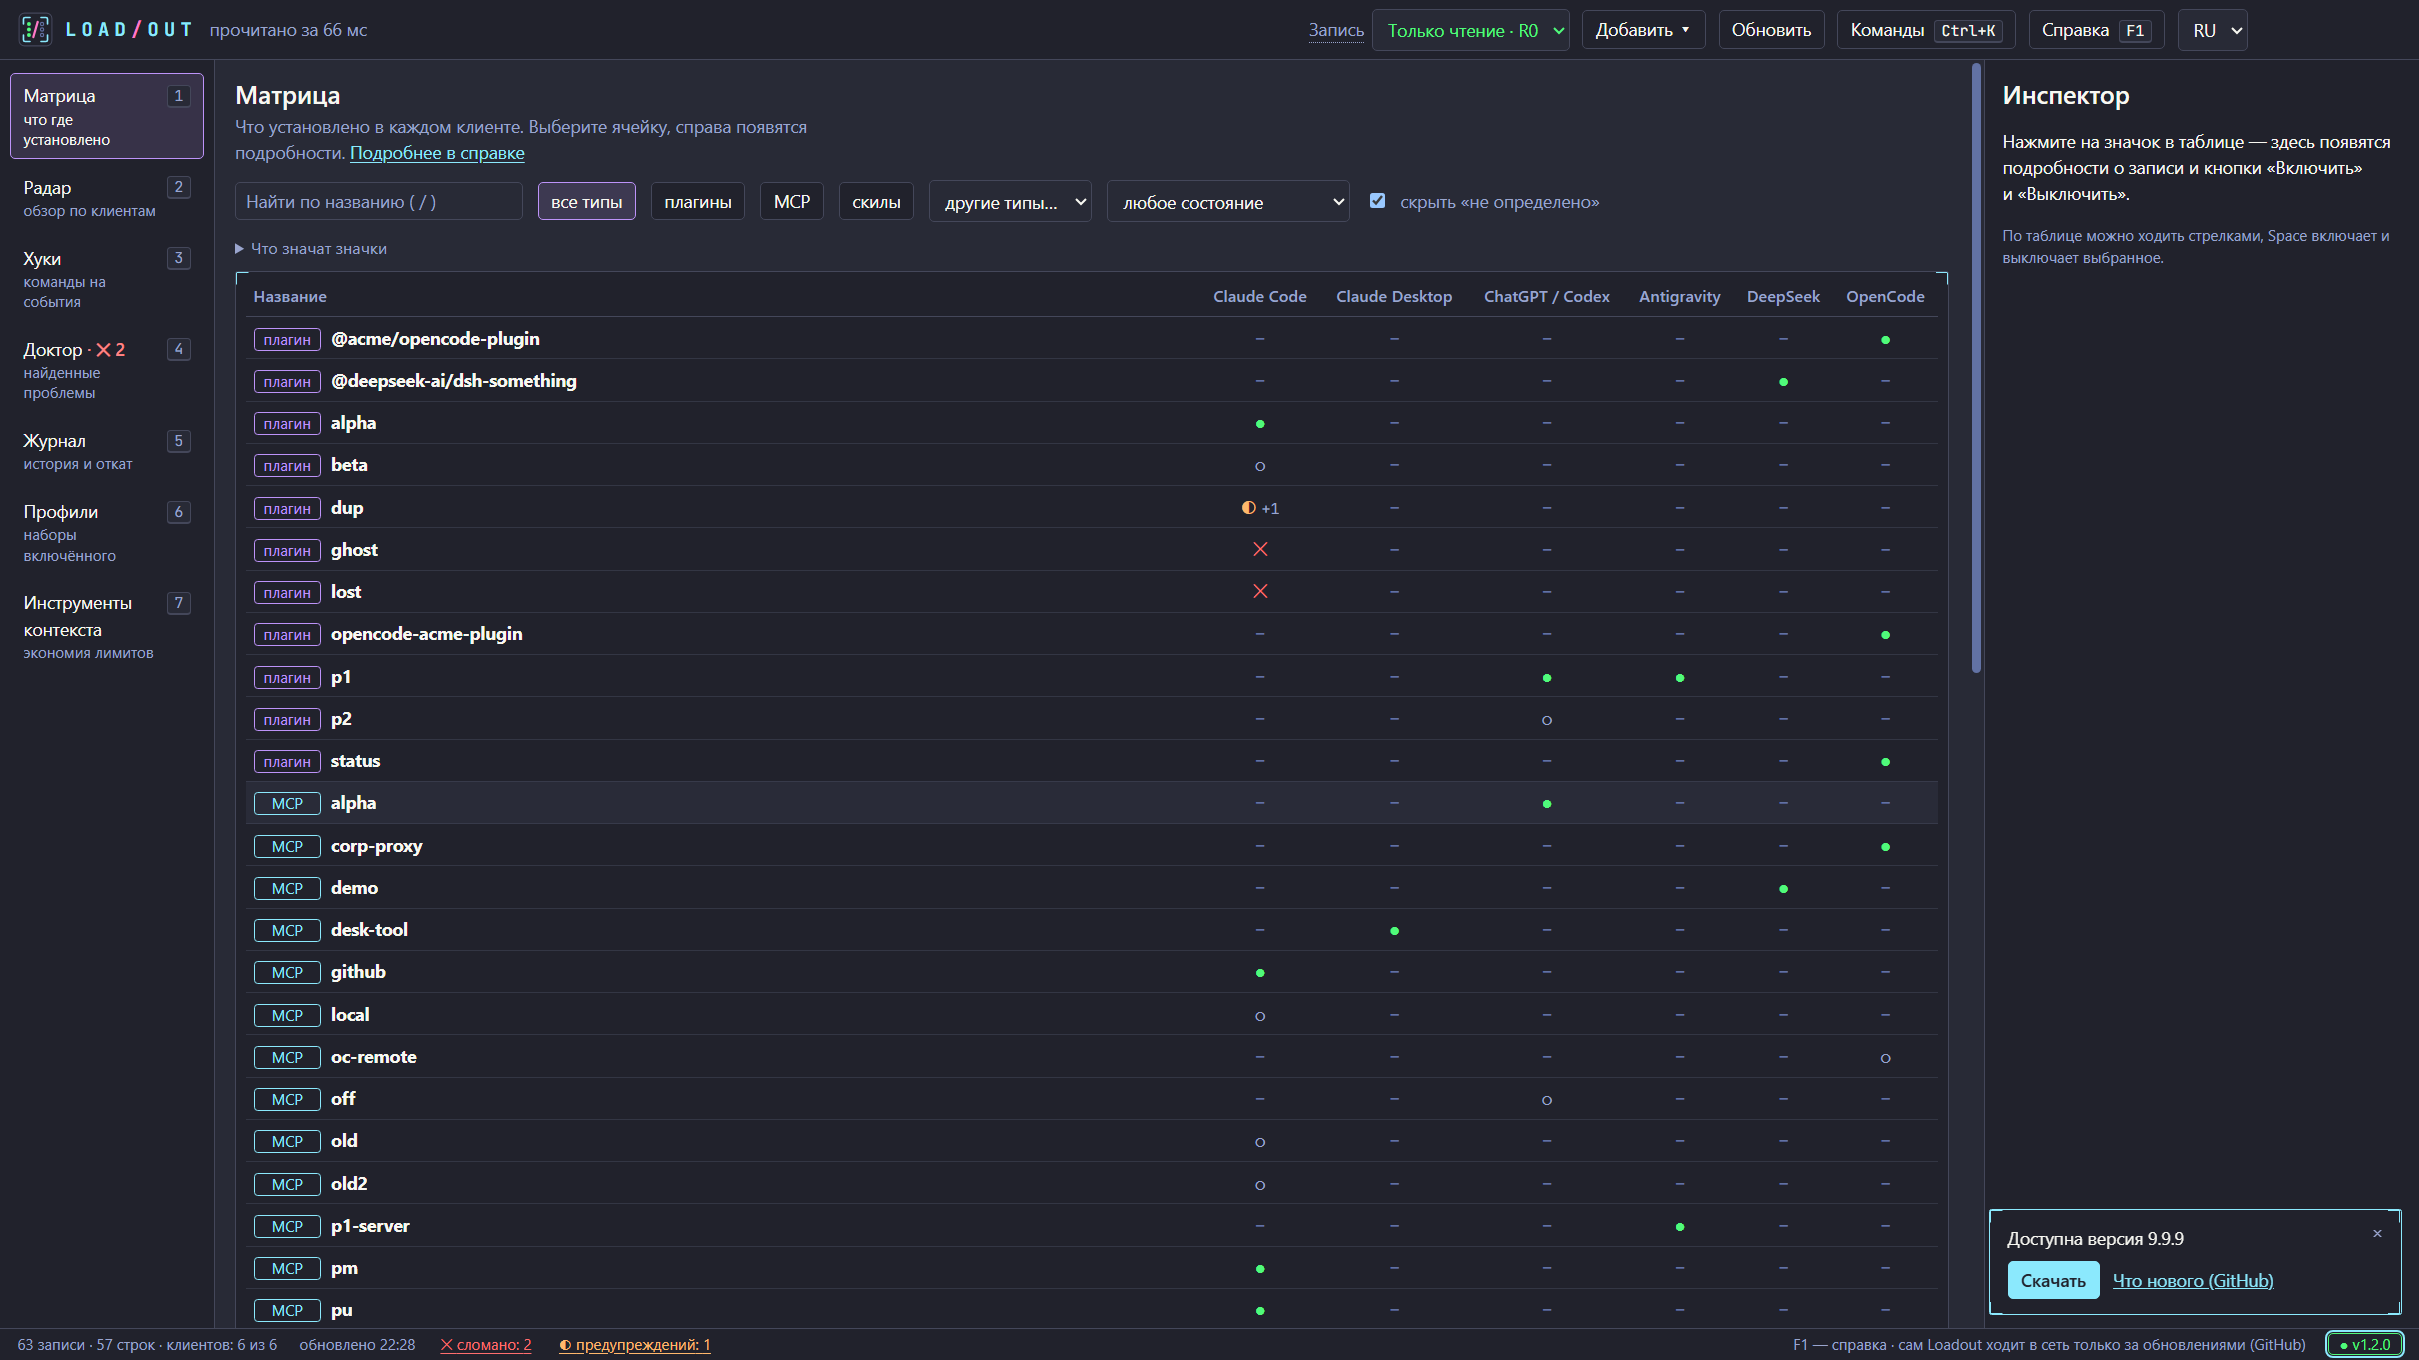 LOAD/OUT прочитано за 66 мс Запись Только чтение · R0 Добавить ▾ Обновить Команды Ctrl+K Справка F1 RU
Матрица 1
что где
установлено
Радар 2
обзор по клиентам
Хуки 3
команды на
события
Доктор · ✕ 2 4
найденные
проблемы
Журнал 5
история и откат
Профили 6
наборы
включённого
Инструменты 7
контекста
экономия лимитов
Матрица
Что установлено в каждом клиенте. Выберите ячейку, справа появятся
подробности. Подробнее в справке
Найти по названию ( / ) все типы плагины MCP скилы другие типы... любое состояние скрыть «не определено»
▶ Что значат значки
Название Claude Code Claude Desktop ChatGPT / Codex Antigravity DeepSeek OpenCode
плагин @acme/opencode-plugin – – – – – ●
плагин @deepseek-ai/dsh-something – – – – ● –
плагин alpha ● – – – – –
плагин beta ○ – – – – –
плагин dup ◐ +1 – – – – –
плагин ghost ✕ – – – – –
плагин lost ✕ – – – – –
плагин opencode-acme-plugin – – – – – ●
плагин p1 – – ● ● – –
плагин p2 – – ○ – – –
плагин status – – – – – ●
MCP alpha – – ● – – –
MCP corp-proxy – – – – – ●
MCP demo – – – – ● –
MCP desk-tool – ● – – – –
MCP github ● – – – – –
MCP local ○ – – – – –
MCP oc-remote – – – – – ○
MCP off – – ○ – – –
MCP old ○ – – – – –
MCP old2 ○ – – – – –
MCP p1-server – – – ● – –
MCP pm ● – – – – –
MCP pu ● – – – – –
Инспектор
Нажмите на значок в таблице — здесь появятся
подробности о записи и кнопки «Включить»
и «Выключить».
По таблице можно ходить стрелками, Space включает и
выключает выбранное.
Доступна версия 9.9.9 ×
Скачать Что нового (GitHub)
63 записи · 57 строк · клиентов: 6 из 6 обновлено 22:28 ✕ сломано: 2 ◐ предупреждений: 1 F1 — справка · сам Loadout ходит в сеть только за обновлениями (GitHub) ● v1.2.0